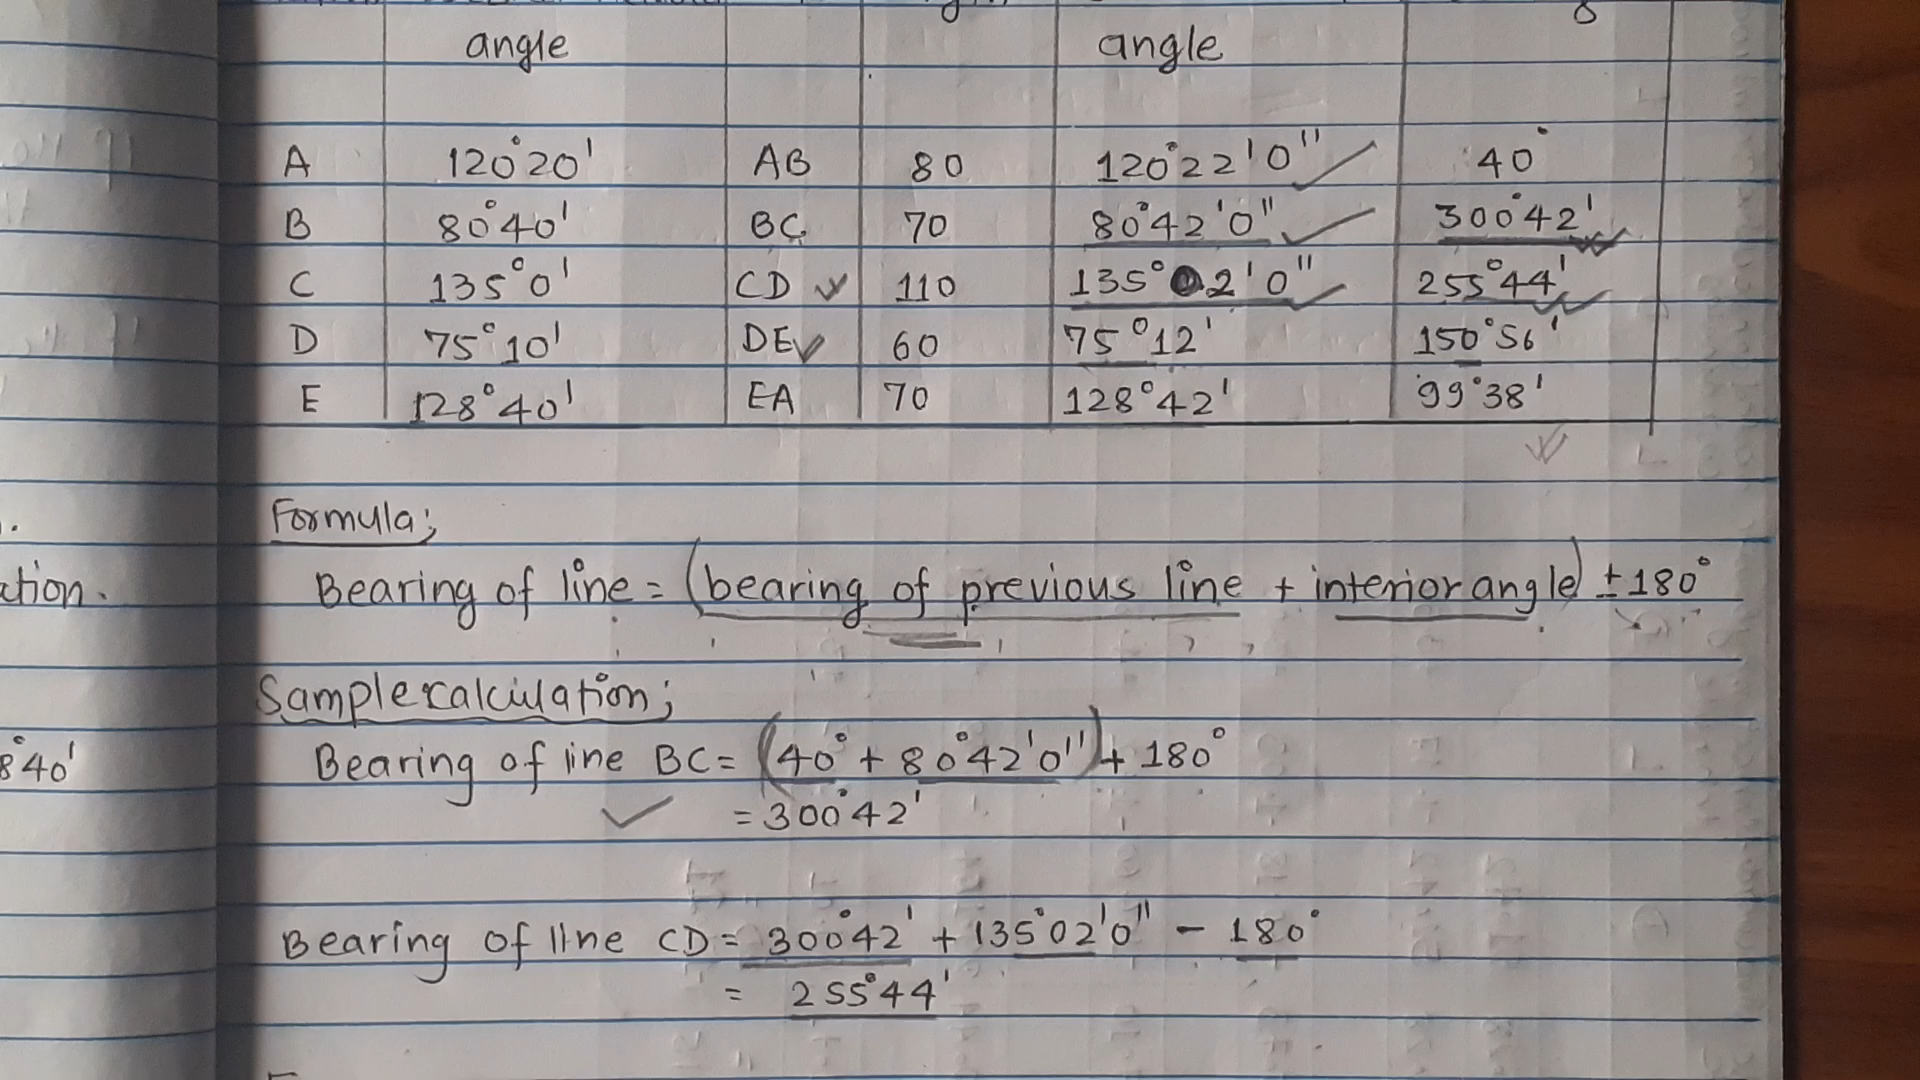 angle angle
A 120°20' AB 80 120°22'0" 40°
B 80°40' BC 70 80°42'0" 300°42'
C 135°0' CD 110 135°02'0" 255°44'
D 75°10' DE 60 75°12' 150°56'
E 128°40' EA 70 128°42' 99°38'
Formula;
Bearing of line = (bearing of previous line + interior angle) ± 180°
Sample calculation;
Bearing of line BC = (40° + 80°42'0") + 180°
= 300°42'
Bearing of line CD = 300°42' + 135°02'0" - 180°
= 255°44'
ation.
8°40'